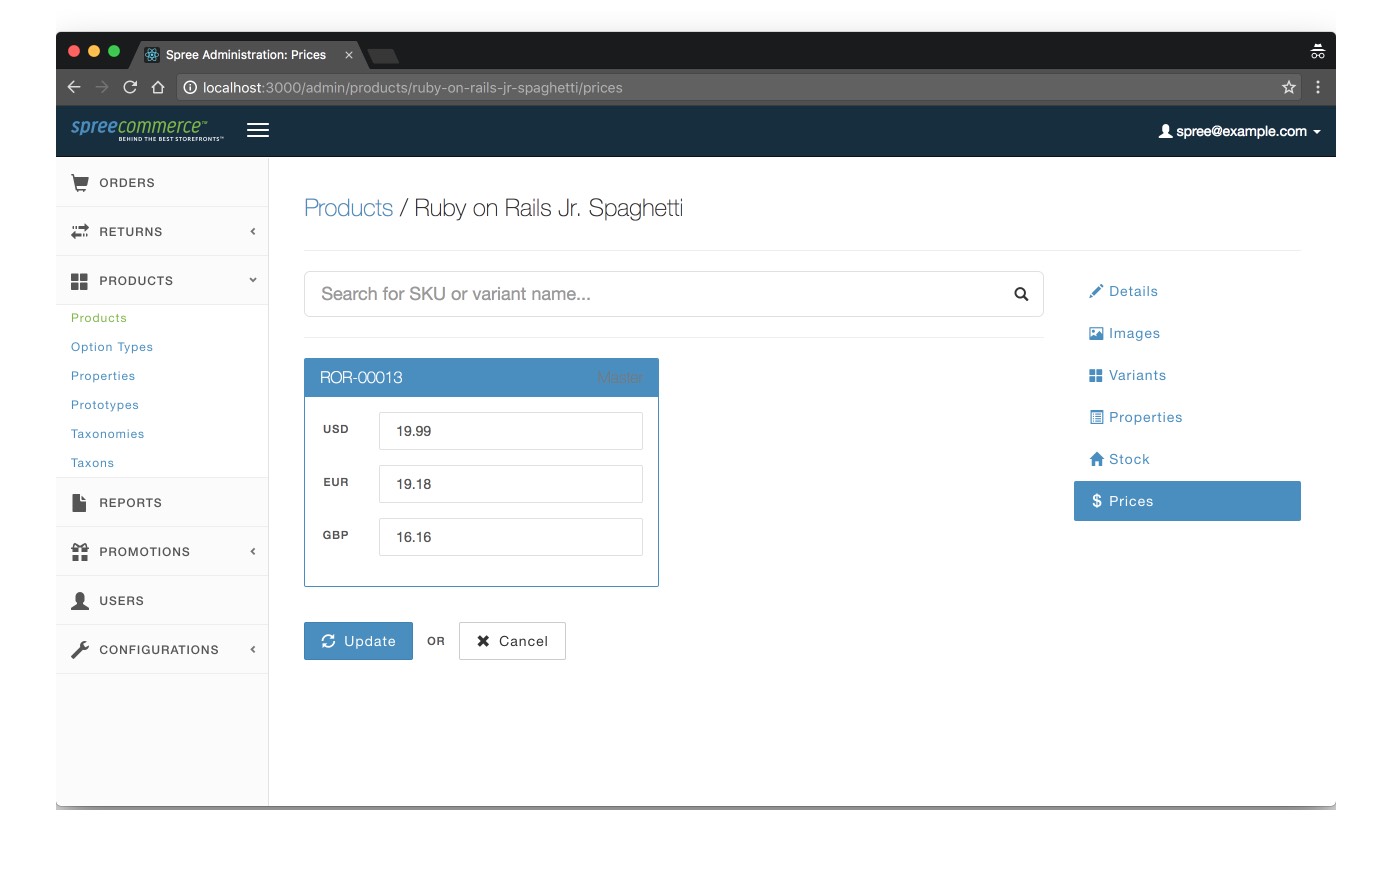 Spree Administration: Prices
localhost:3000/admin/products/ruby-on-rails-jr-spaghetti/prices
spreecommerce™
BEHIND THE BEST STOREFRONTS™
spree@example.com
ORDERS
RETURNS
PRODUCTS
Products
Option Types
Properties
Prototypes
Taxonomies
Taxons
REPORTS
PROMOTIONS
USERS
CONFIGURATIONS
Products / Ruby on Rails Jr. Spaghetti
Search for SKU or variant name...
ROR-00013 Master
USD 19.99
EUR 19.18
GBP 16.16
Update OR Cancel
Details
Images
Variants
Properties
Stock
$ Prices